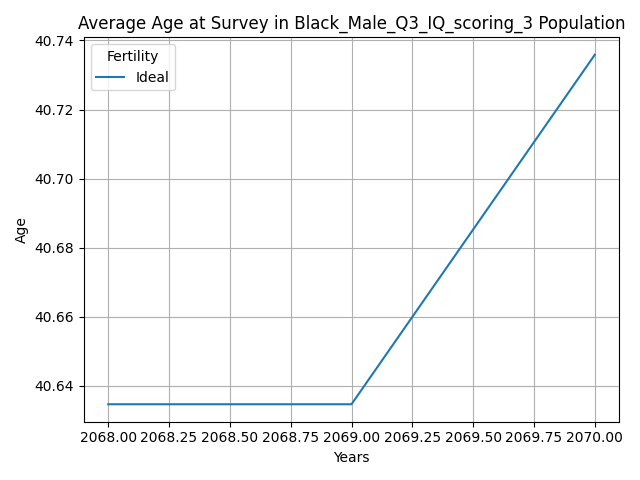 Average Age at Survey in Black_Male_Q3_IQ_scoring_3 Population
40.74
Fertility
Ideal
40.72
40.70
40.68
40.66
40.64
Age
2068.00 2068.25 2068.50 2068.75 2069.00 2069.25 2069.50 2069.75 2070.00
Years